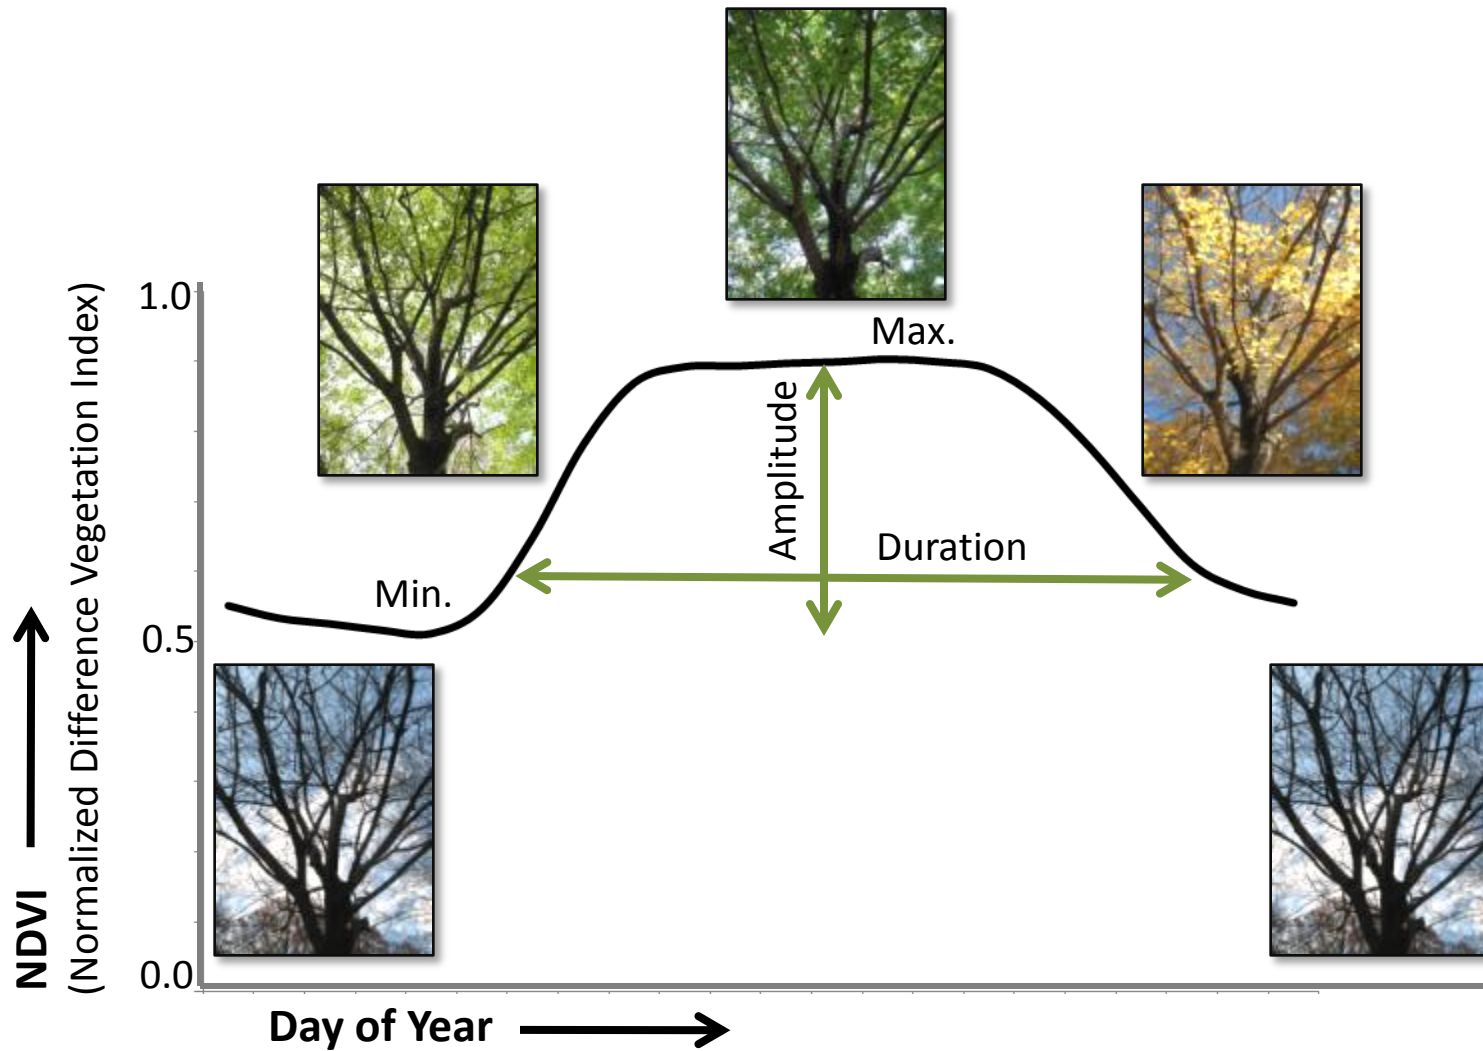 1.0
0.5
0.0
NDVI
(Normalized Difference Vegetation Index)
Max.
Min.
Amplitude
Duration
Day of Year